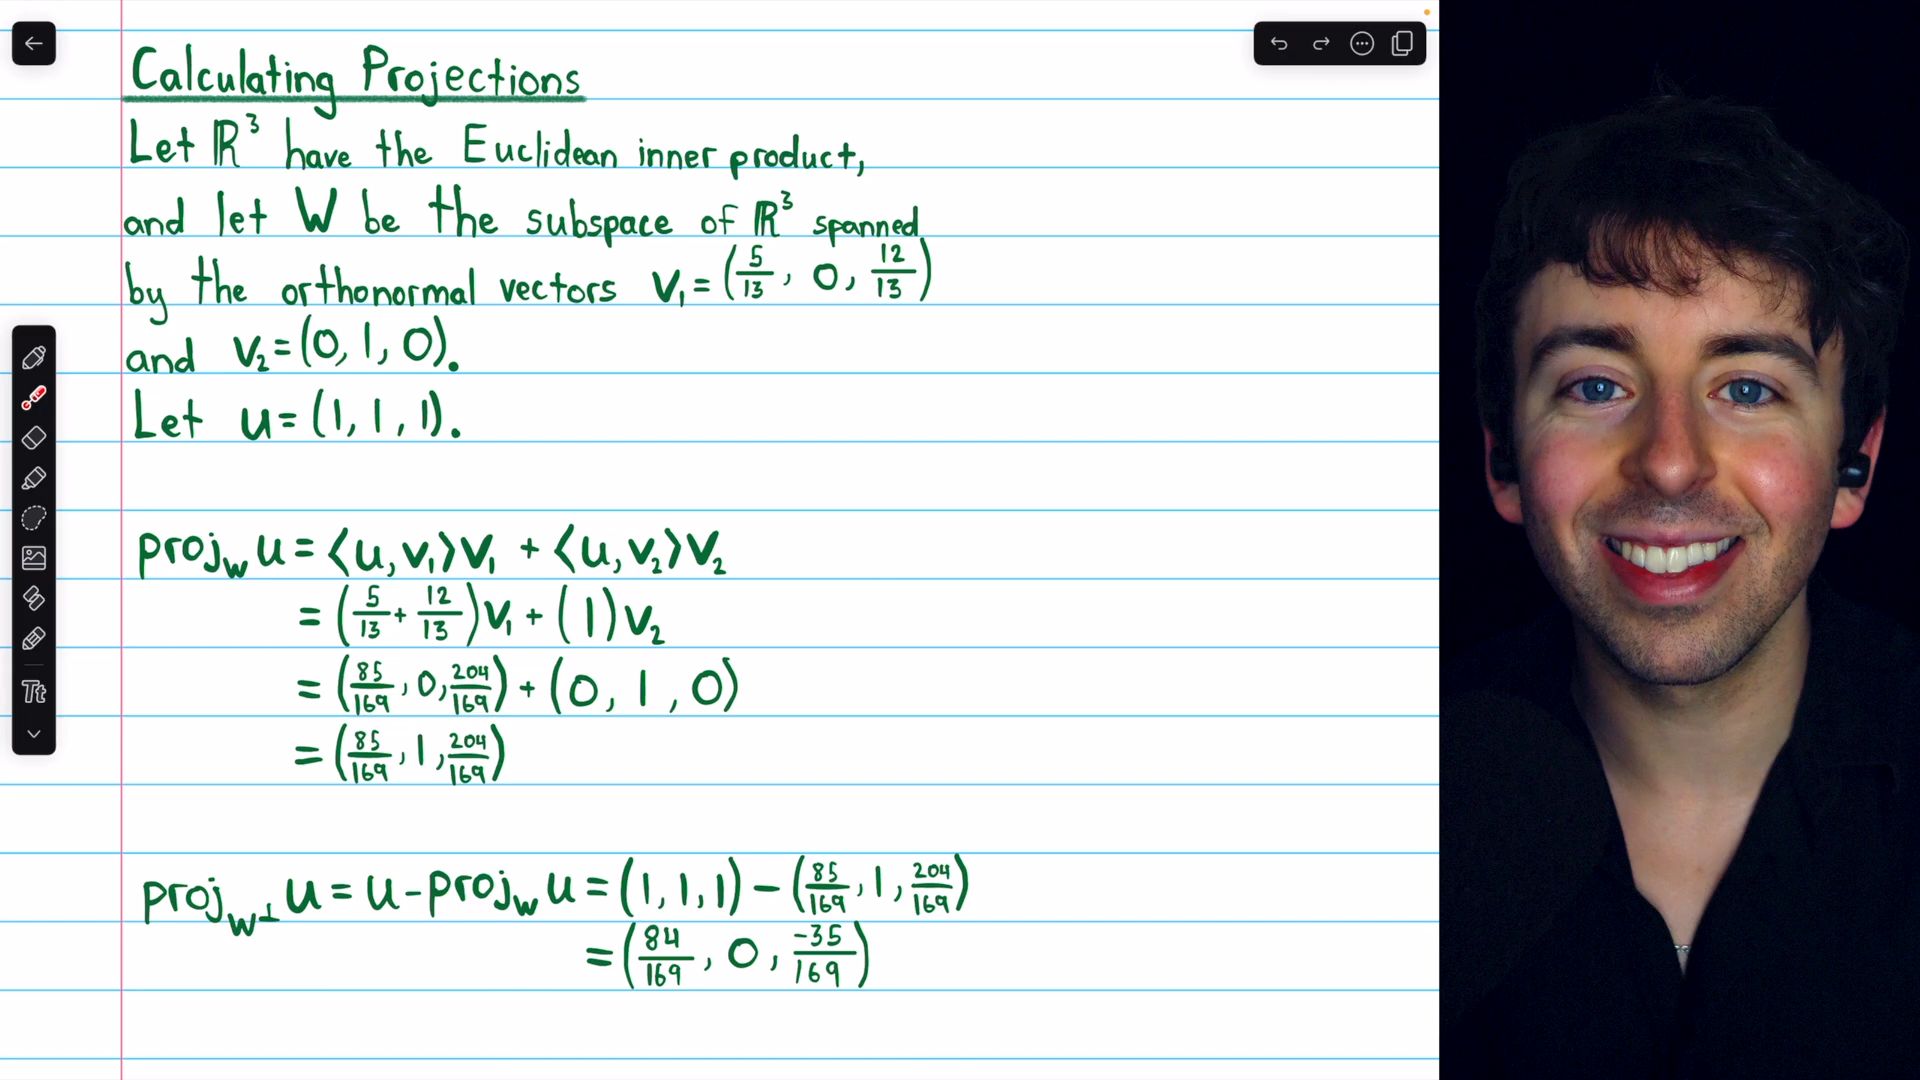 Calculating Projections
Let ℝ³ have the Euclidean inner product,
and let W be the subspace of ℝ³ spanned
by the orthonormal vectors v₁ = (5/13, 0, 12/13)
and v₂ = (0, 1, 0).
Let u = (1, 1, 1).
proj_W u = ⟨u, v₁⟩v₁ + ⟨u, v₂⟩v₂
= (5/13 + 12/13)v₁ + (1)v₂
= (85/169, 0, 204/169) + (0, 1, 0)
= (85/169, 1, 204/169)
proj_W⊥ u = u - proj_W u = (1, 1, 1) − (85/169, 1, 204/169)
= (84/169, 0, -35/169)
Tt